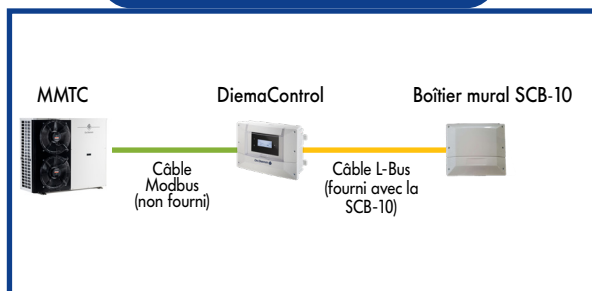 MMTC
DiemaControl
Boîtier mural SCB-10
Câble
Modbus
(non fourni)
Câble L-Bus
(fourni avec la
SCB-10)